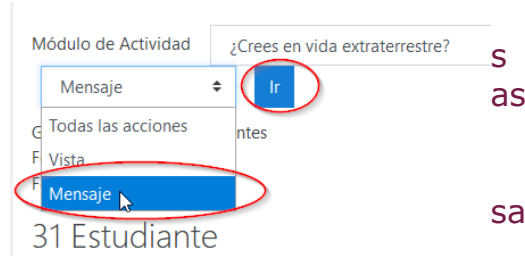 Módulo de Actividad ¿Crees en vida extraterrestre?
s
Mensaje Ir
as
Todas las acciones
ntes
Vista
Mensaje
sa
31 Estudiante